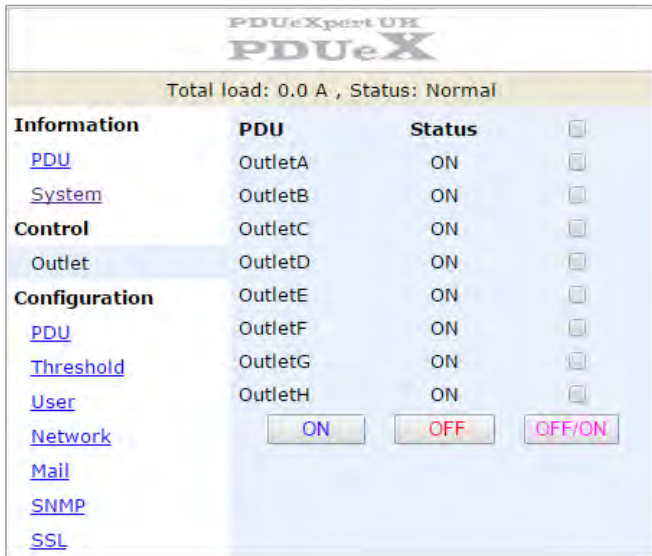 PDUeXpert UH
PDUeX
Total load: 0.0 A , Status: Normal
Information
PDU
System
Control
Outlet
Configuration
PDU
Threshold
User
Network
Mail
SNMP
SSL
PDU Status
OutletA ON
OutletB ON
OutletC ON
OutletD ON
OutletE ON
OutletF ON
OutletG ON
OutletH ON
ON OFF OFF/ON